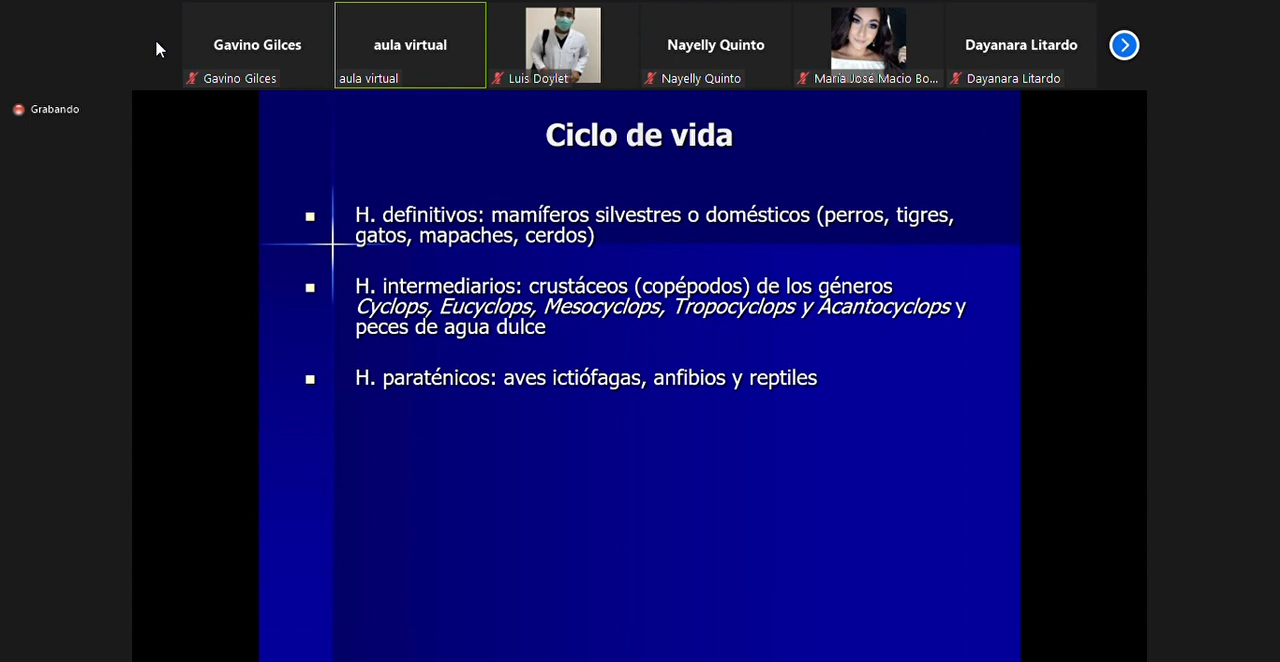 Gavino Gilces
aula virtual
Nayelly Quinto
Dayanara Litardo
Gavino Gilces
aula virtual
Luis Doylet
Nayelly Quinto
María José Macio Bo...
Dayanara Litardo
Grabando
Ciclo de vida
H. definitivos: mamíferos silvestres o domésticos (perros, tigres,
gatos, mapaches, cerdos)
H. intermediarios: crustáceos (copépodos) de los géneros
Cyclops, Eucyclops, Mesocyclops, Tropocyclops y Acantocyclops y
peces de agua dulce
H. paraténicos: aves ictiófagas, anfibios y reptiles